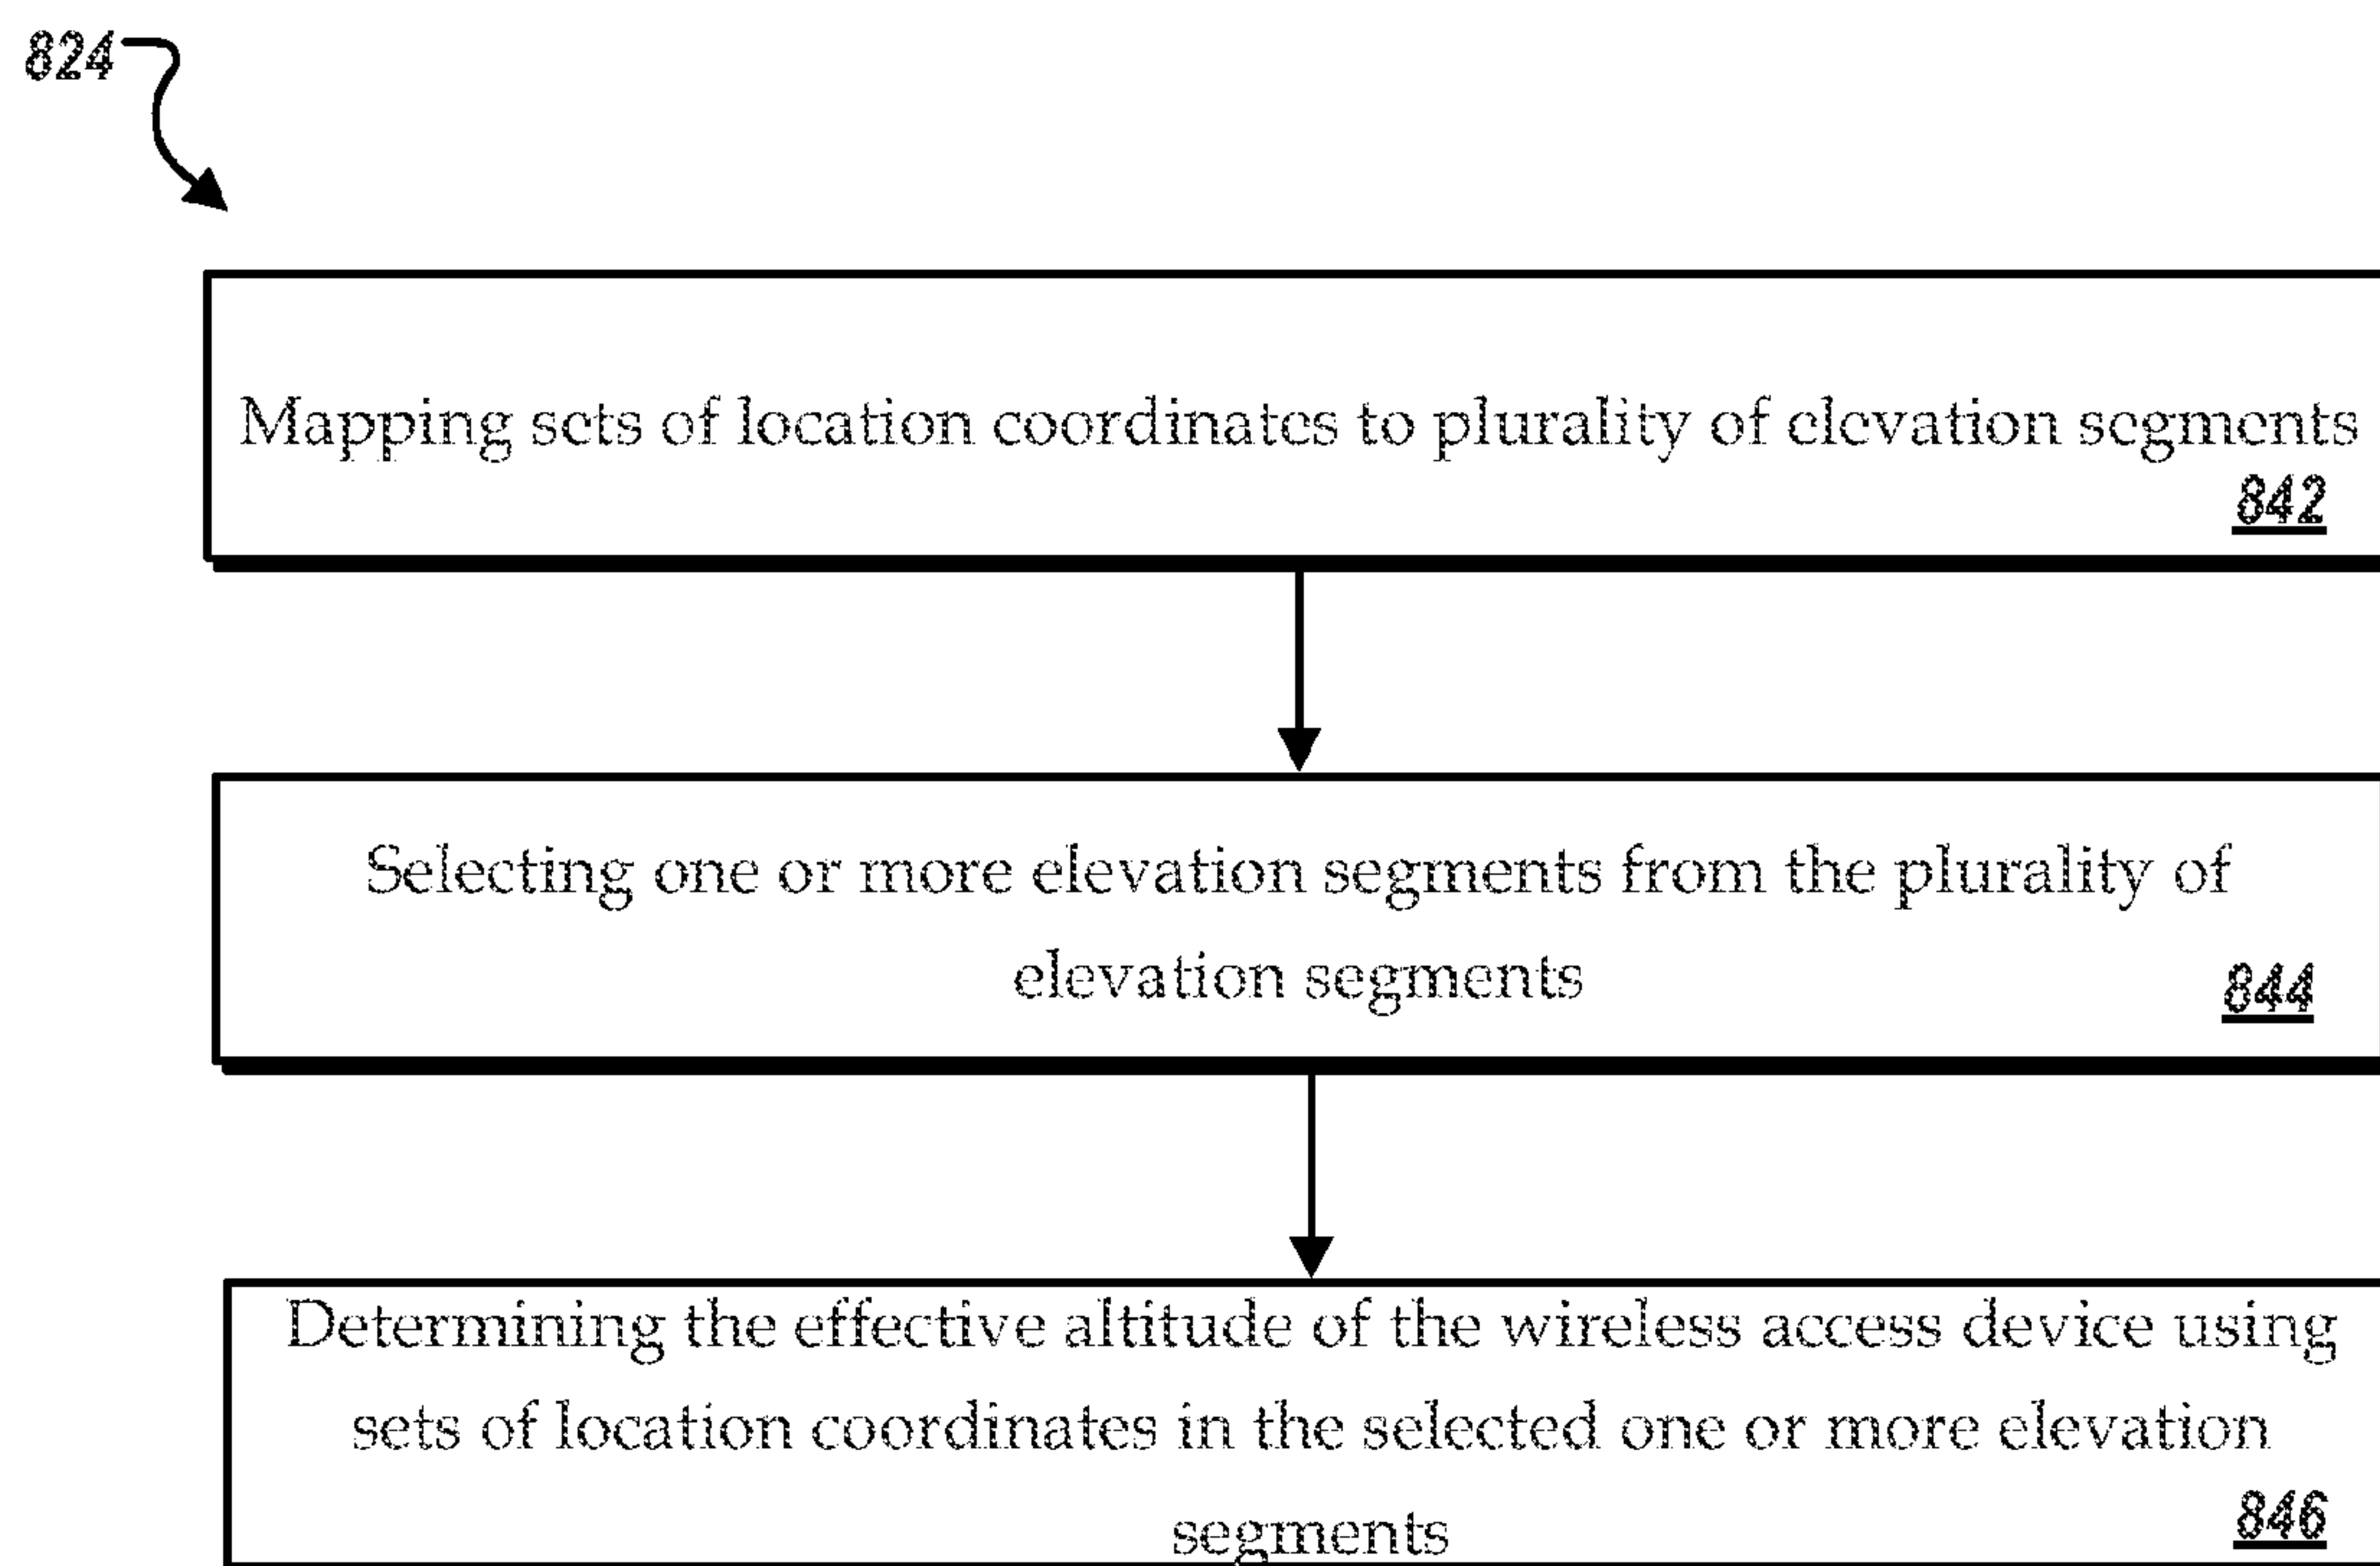 824
Mapping sets of location coordinates to plurality of elevation segments
842
Selecting one or more elevation segments from the plurality of
elevation segments
844
Determining the effective altitude of the wireless access device using
sets of location coordinates in the selected one or more elevation
segments
846